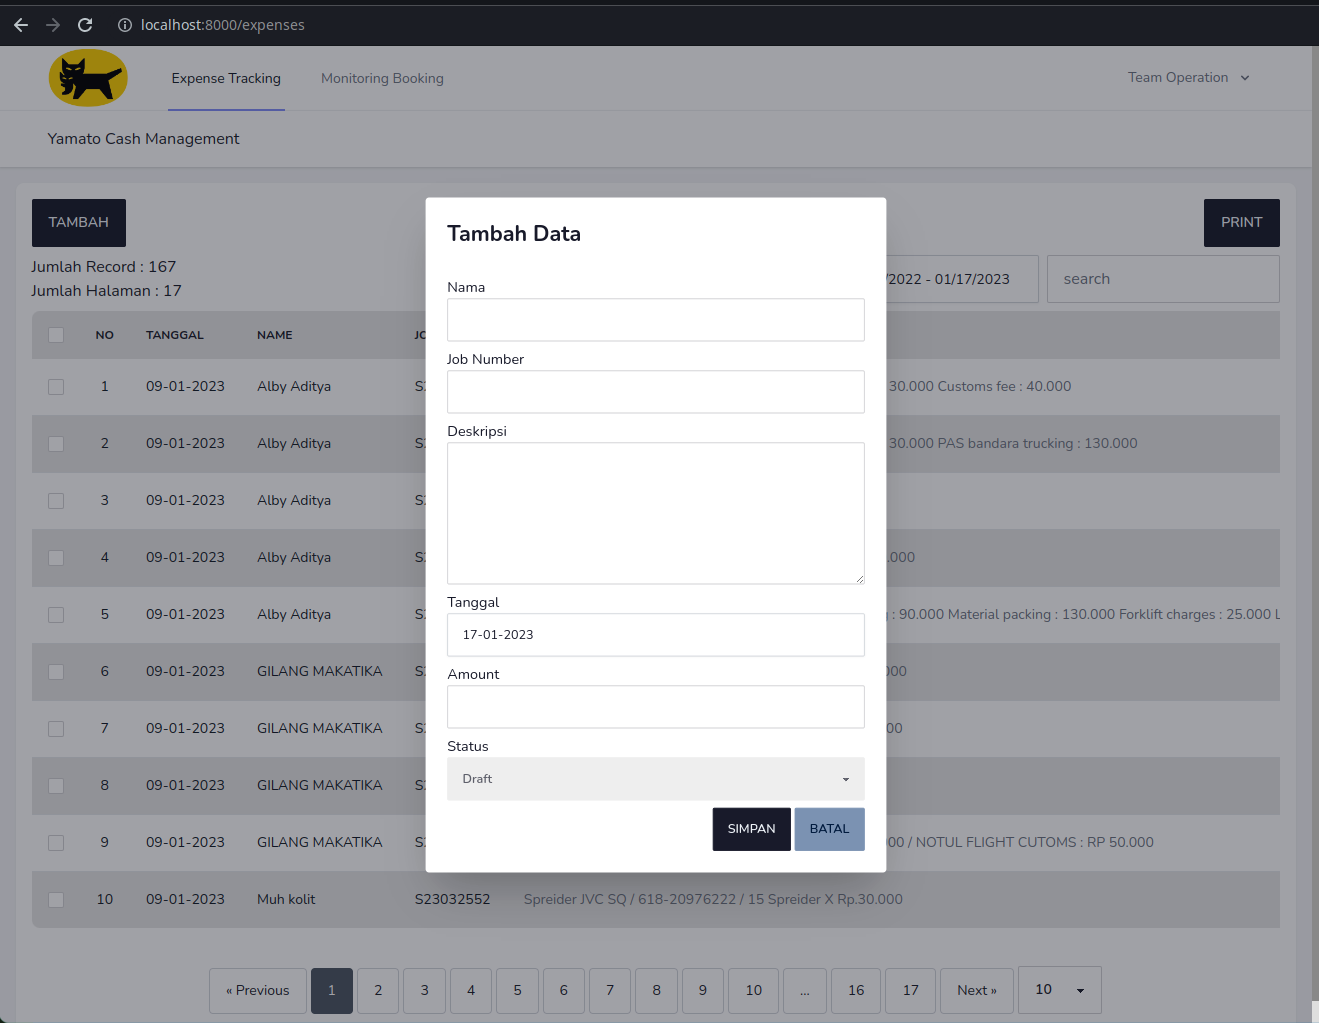 localhost:8000/expenses
Expense Tracking
Monitoring Booking
Team Operation
Yamato Cash Management
TAMBAH
PRINT
Jumlah Record : 167
Jumlah Halaman : 17
/2022 - 01/17/2023
search
NO TANGGAL NAME
1 09-01-2023 Alby Aditya 30.000 Customs fee : 40.000
2 09-01-2023 Alby Aditya 30.000 PAS bandara trucking : 130.000
3 09-01-2023 Alby Aditya
4 09-01-2023 Alby Aditya .000
5 09-01-2023 Alby Aditya : 90.000 Material packing : 130.000 Forklift charges : 25.000 L
6 09-01-2023 GILANG MAKATIKA 000
7 09-01-2023 GILANG MAKATIKA 00
8 09-01-2023 GILANG MAKATIKA
9 09-01-2023 GILANG MAKATIKA 00 / NOTUL FLIGHT CUTOMS : RP 50.000
10 09-01-2023 Muh kolit S23032552 Spreider JVC SQ / 618-20976222 / 15 Spreider X Rp.30.000
Tambah Data
Nama
Job Number
Deskripsi
Tanggal
17-01-2023
Amount
Status
Draft
SIMPAN BATAL
« Previous 1 2 3 4 5 6 7 8 9 10 ... 16 17 Next » 10